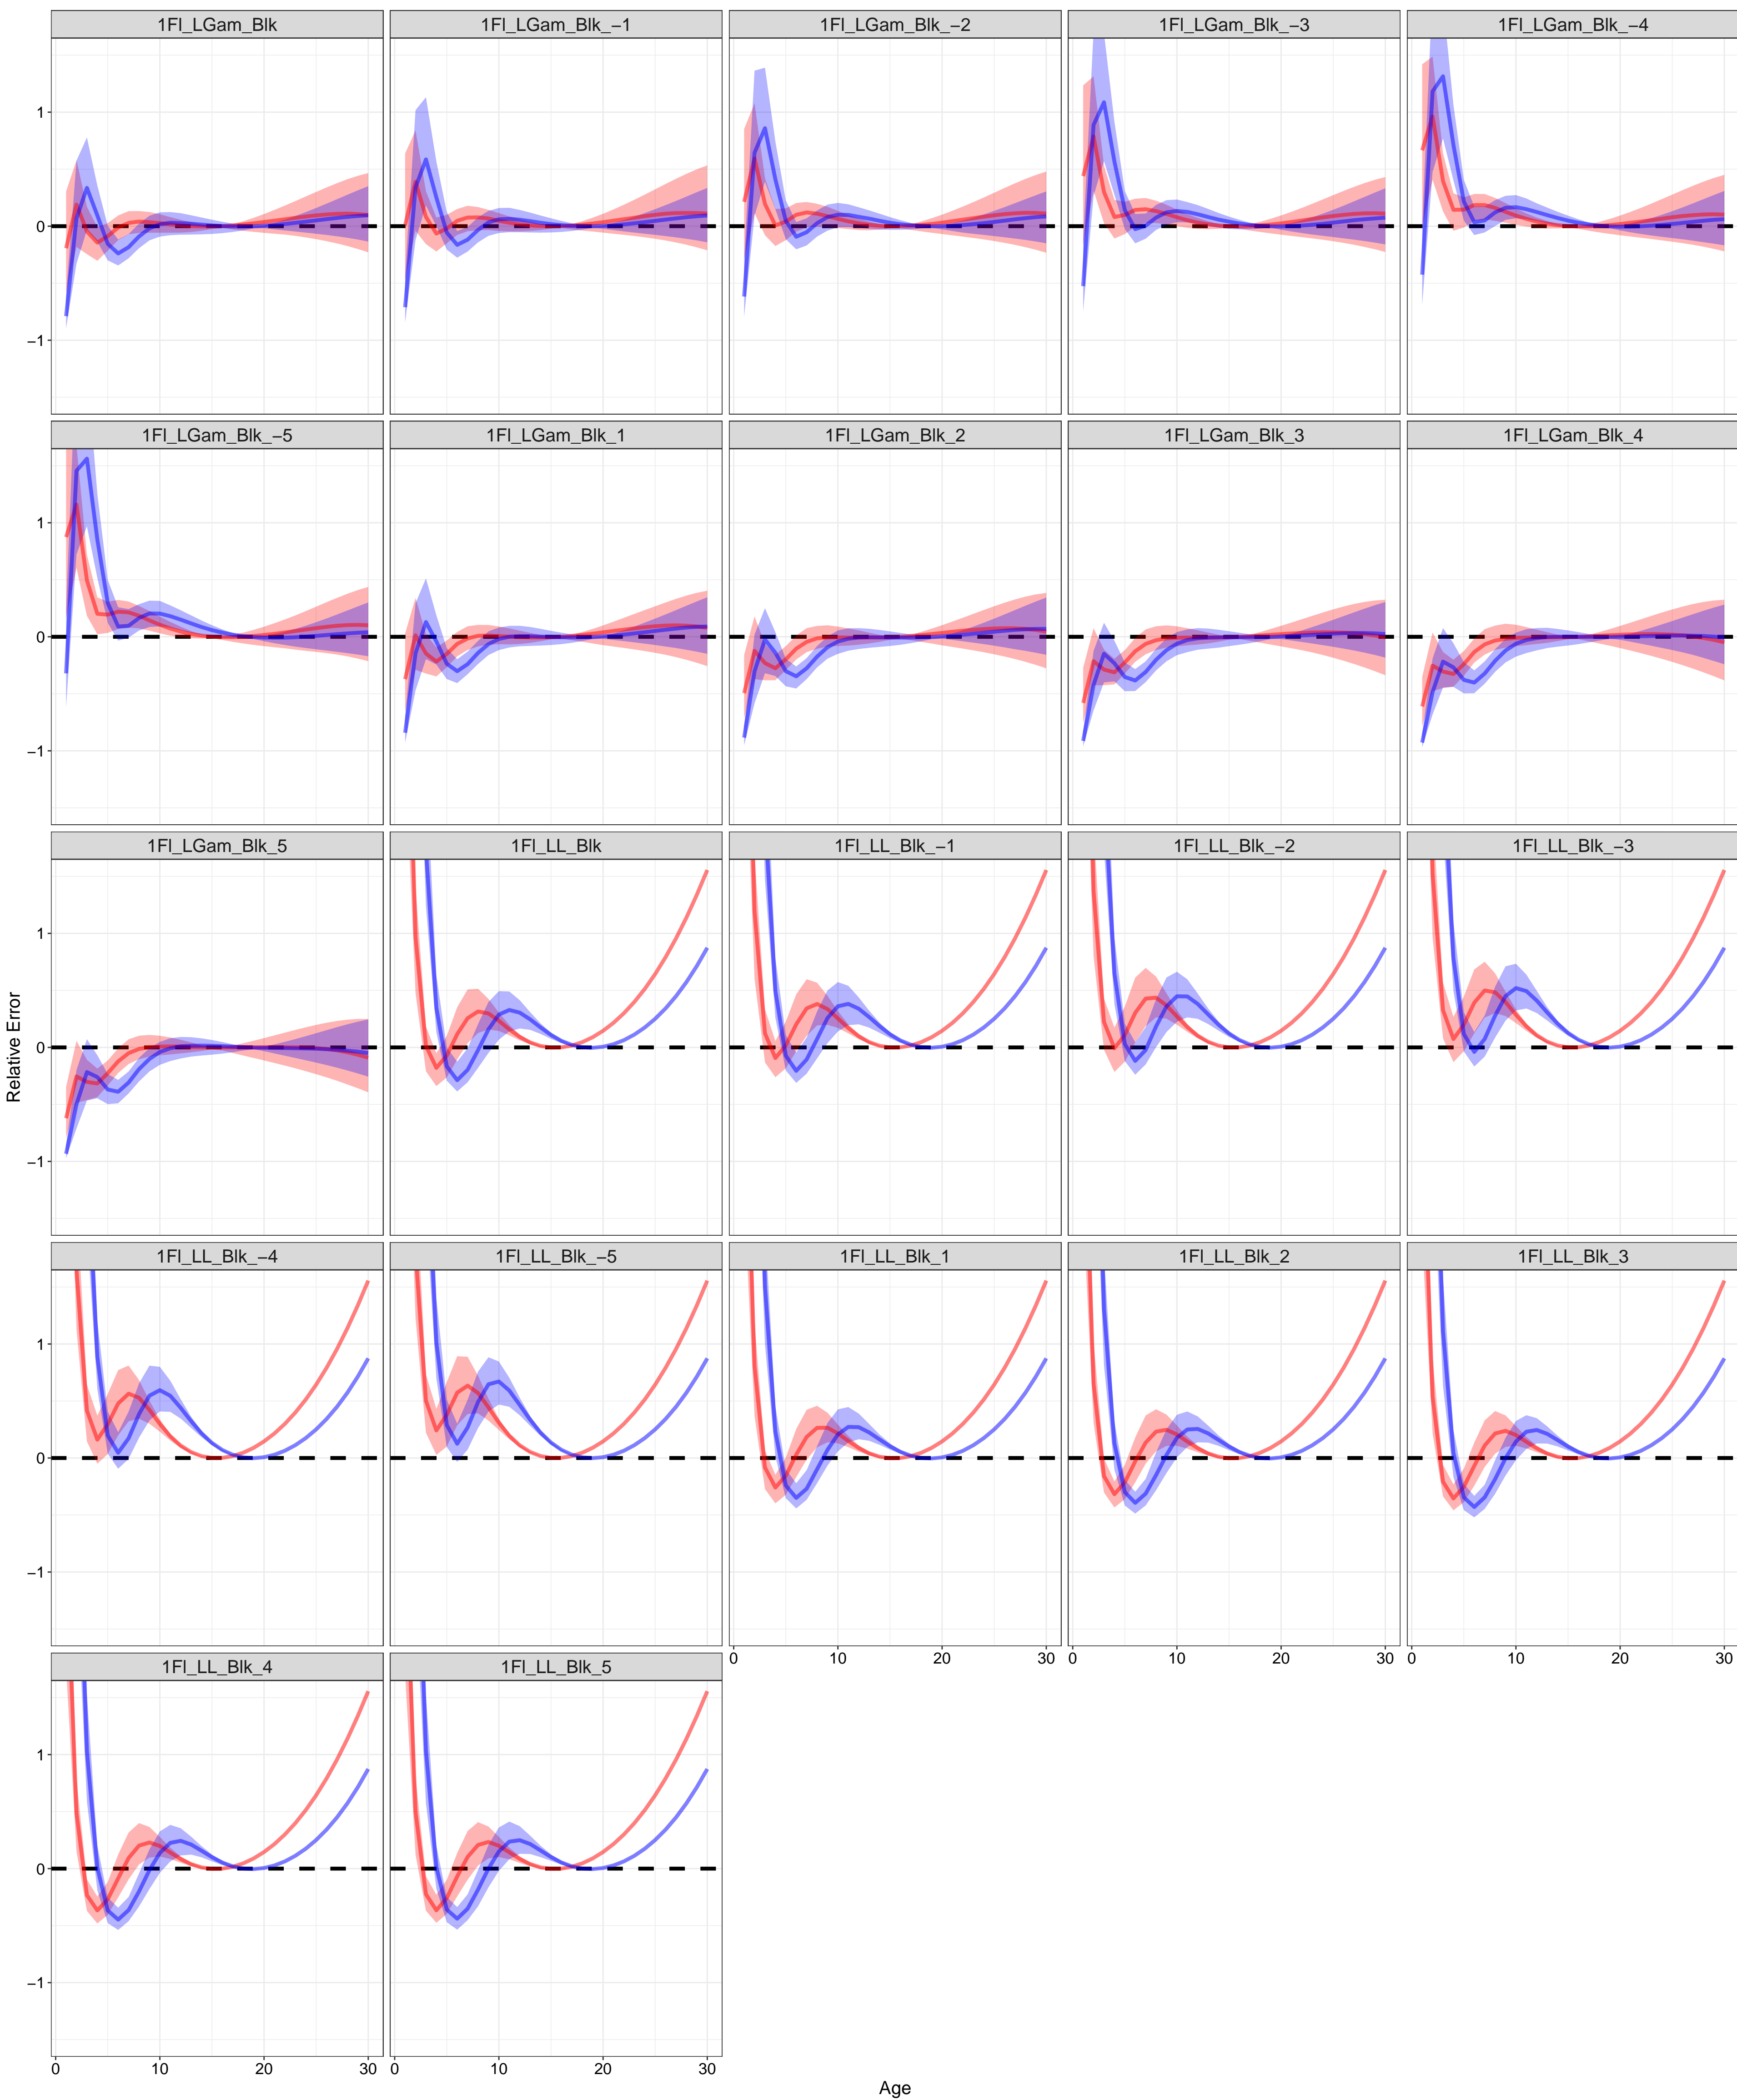 1Fl_LGam_Blk 1Fl_LGam_Blk_−1 1Fl_LGam_Blk_−2 1Fl_LGam_Blk_−3 1Fl_LGam_Blk_−4
1
0
−1
1Fl_LGam_Blk_−5 1Fl_LGam_Blk_1 1Fl_LGam_Blk_2 1Fl_LGam_Blk_3 1Fl_LGam_Blk_4
1
0
−1
1Fl_LGam_Blk_5 1Fl_LL_Blk 1Fl_LL_Blk_−1 1Fl_LL_Blk_−2 1Fl_LL_Blk_−3
1
0
−1
Relative Error
1Fl_LL_Blk_−4 1Fl_LL_Blk_−5 1Fl_LL_Blk_1 1Fl_LL_Blk_2 1Fl_LL_Blk_3
1
0
−1
0 10 20 30 0 10 20 30 0 10 20 30
1Fl_LL_Blk_4 1Fl_LL_Blk_5
1
0
−1
0 10 20 30 0 10 20 30
Age